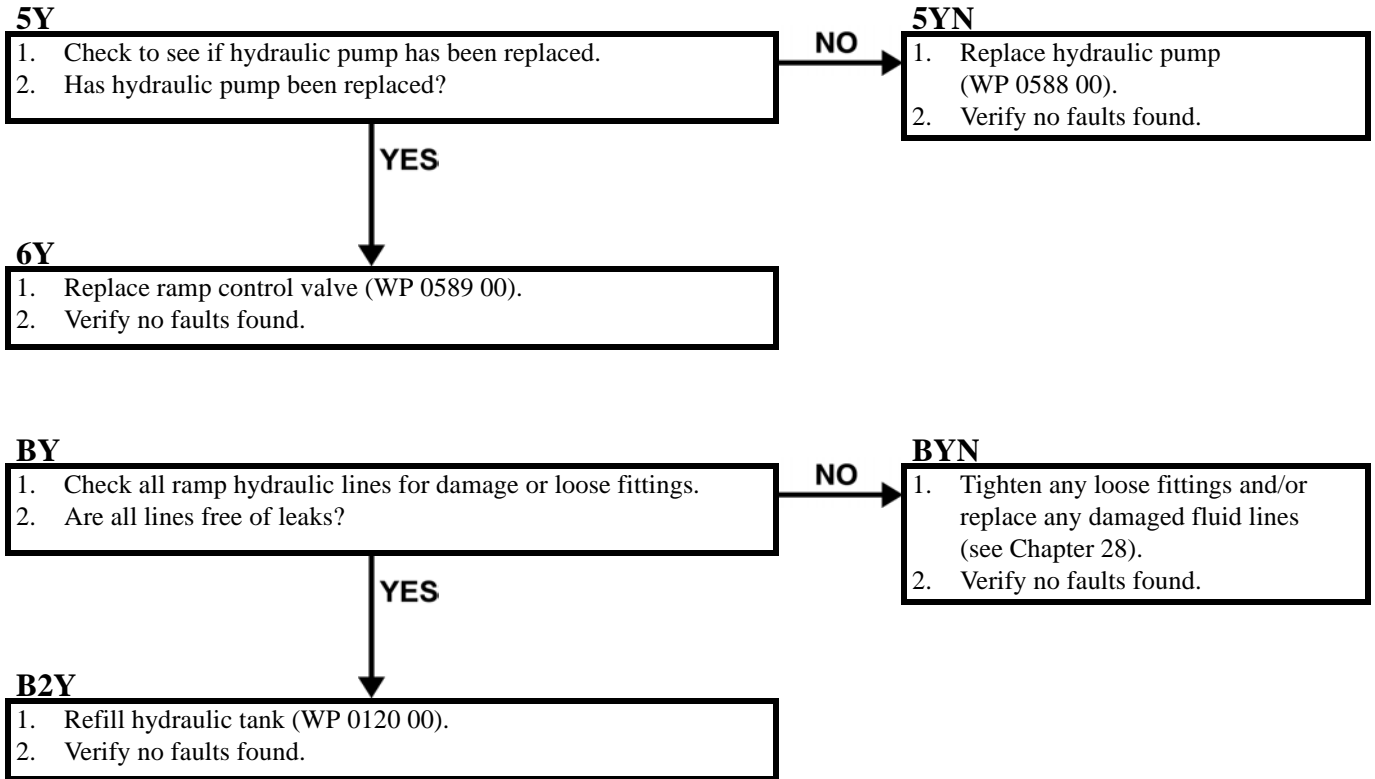 5Y
1. Check to see if hydraulic pump has been replaced.
2. Has hydraulic pump been replaced?
NO
5YN
1. Replace hydraulic pump
(WP 0588 00).
2. Verify no faults found.
YES
6Y
1. Replace ramp control valve (WP 0589 00).
2. Verify no faults found.
BY
1. Check all ramp hydraulic lines for damage or loose fittings.
2. Are all lines free of leaks?
NO
BYN
1. Tighten any loose fittings and/or
replace any damaged fluid lines
(see Chapter 28).
2. Verify no faults found.
YES
B2Y
1. Refill hydraulic tank (WP 0120 00).
2. Verify no faults found.